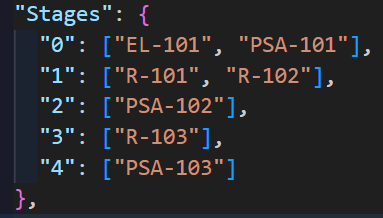 "Stages": {
"0": ["EL-101", "PSA-101"],
"1": ["R-101", "R-102"],
"2": ["PSA-102"],
"3": ["R-103"],
"4": ["PSA-103"]
},